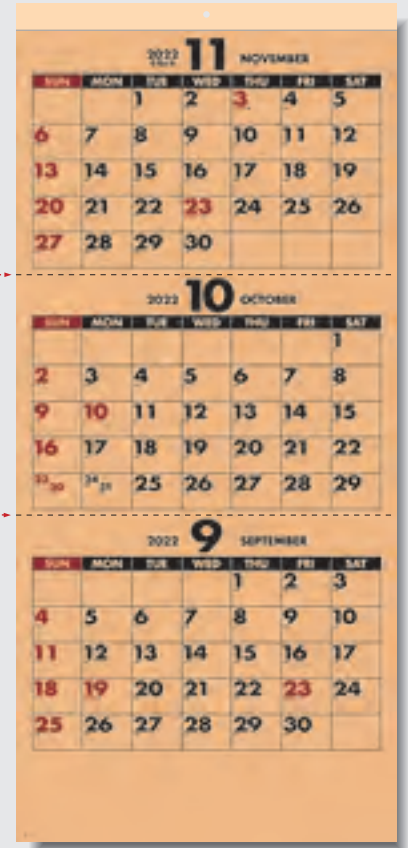 2022 11 NOVEMBER
SUN MON TUE WED THU FRI SAT
1 2 3 4 5
6 7 8 9 10 11 12
13 14 15 16 17 18 19
20 21 22 23 24 25 26
27 28 29 30
2022 10 OCTOBER
SUN MON TUE WED THU FRI SAT
1
2 3 4 5 6 7 8
9 10 11 12 13 14 15
16 17 18 19 20 21 22
23 30 24 31 25 26 27 28 29
2022 9 SEPTEMBER
SUN MON TUE WED THU FRI SAT
1 2 3
4 5 6 7 8 9 10
11 12 13 14 15 16 17
18 19 20 21 22 23 24
25 26 27 28 29 30